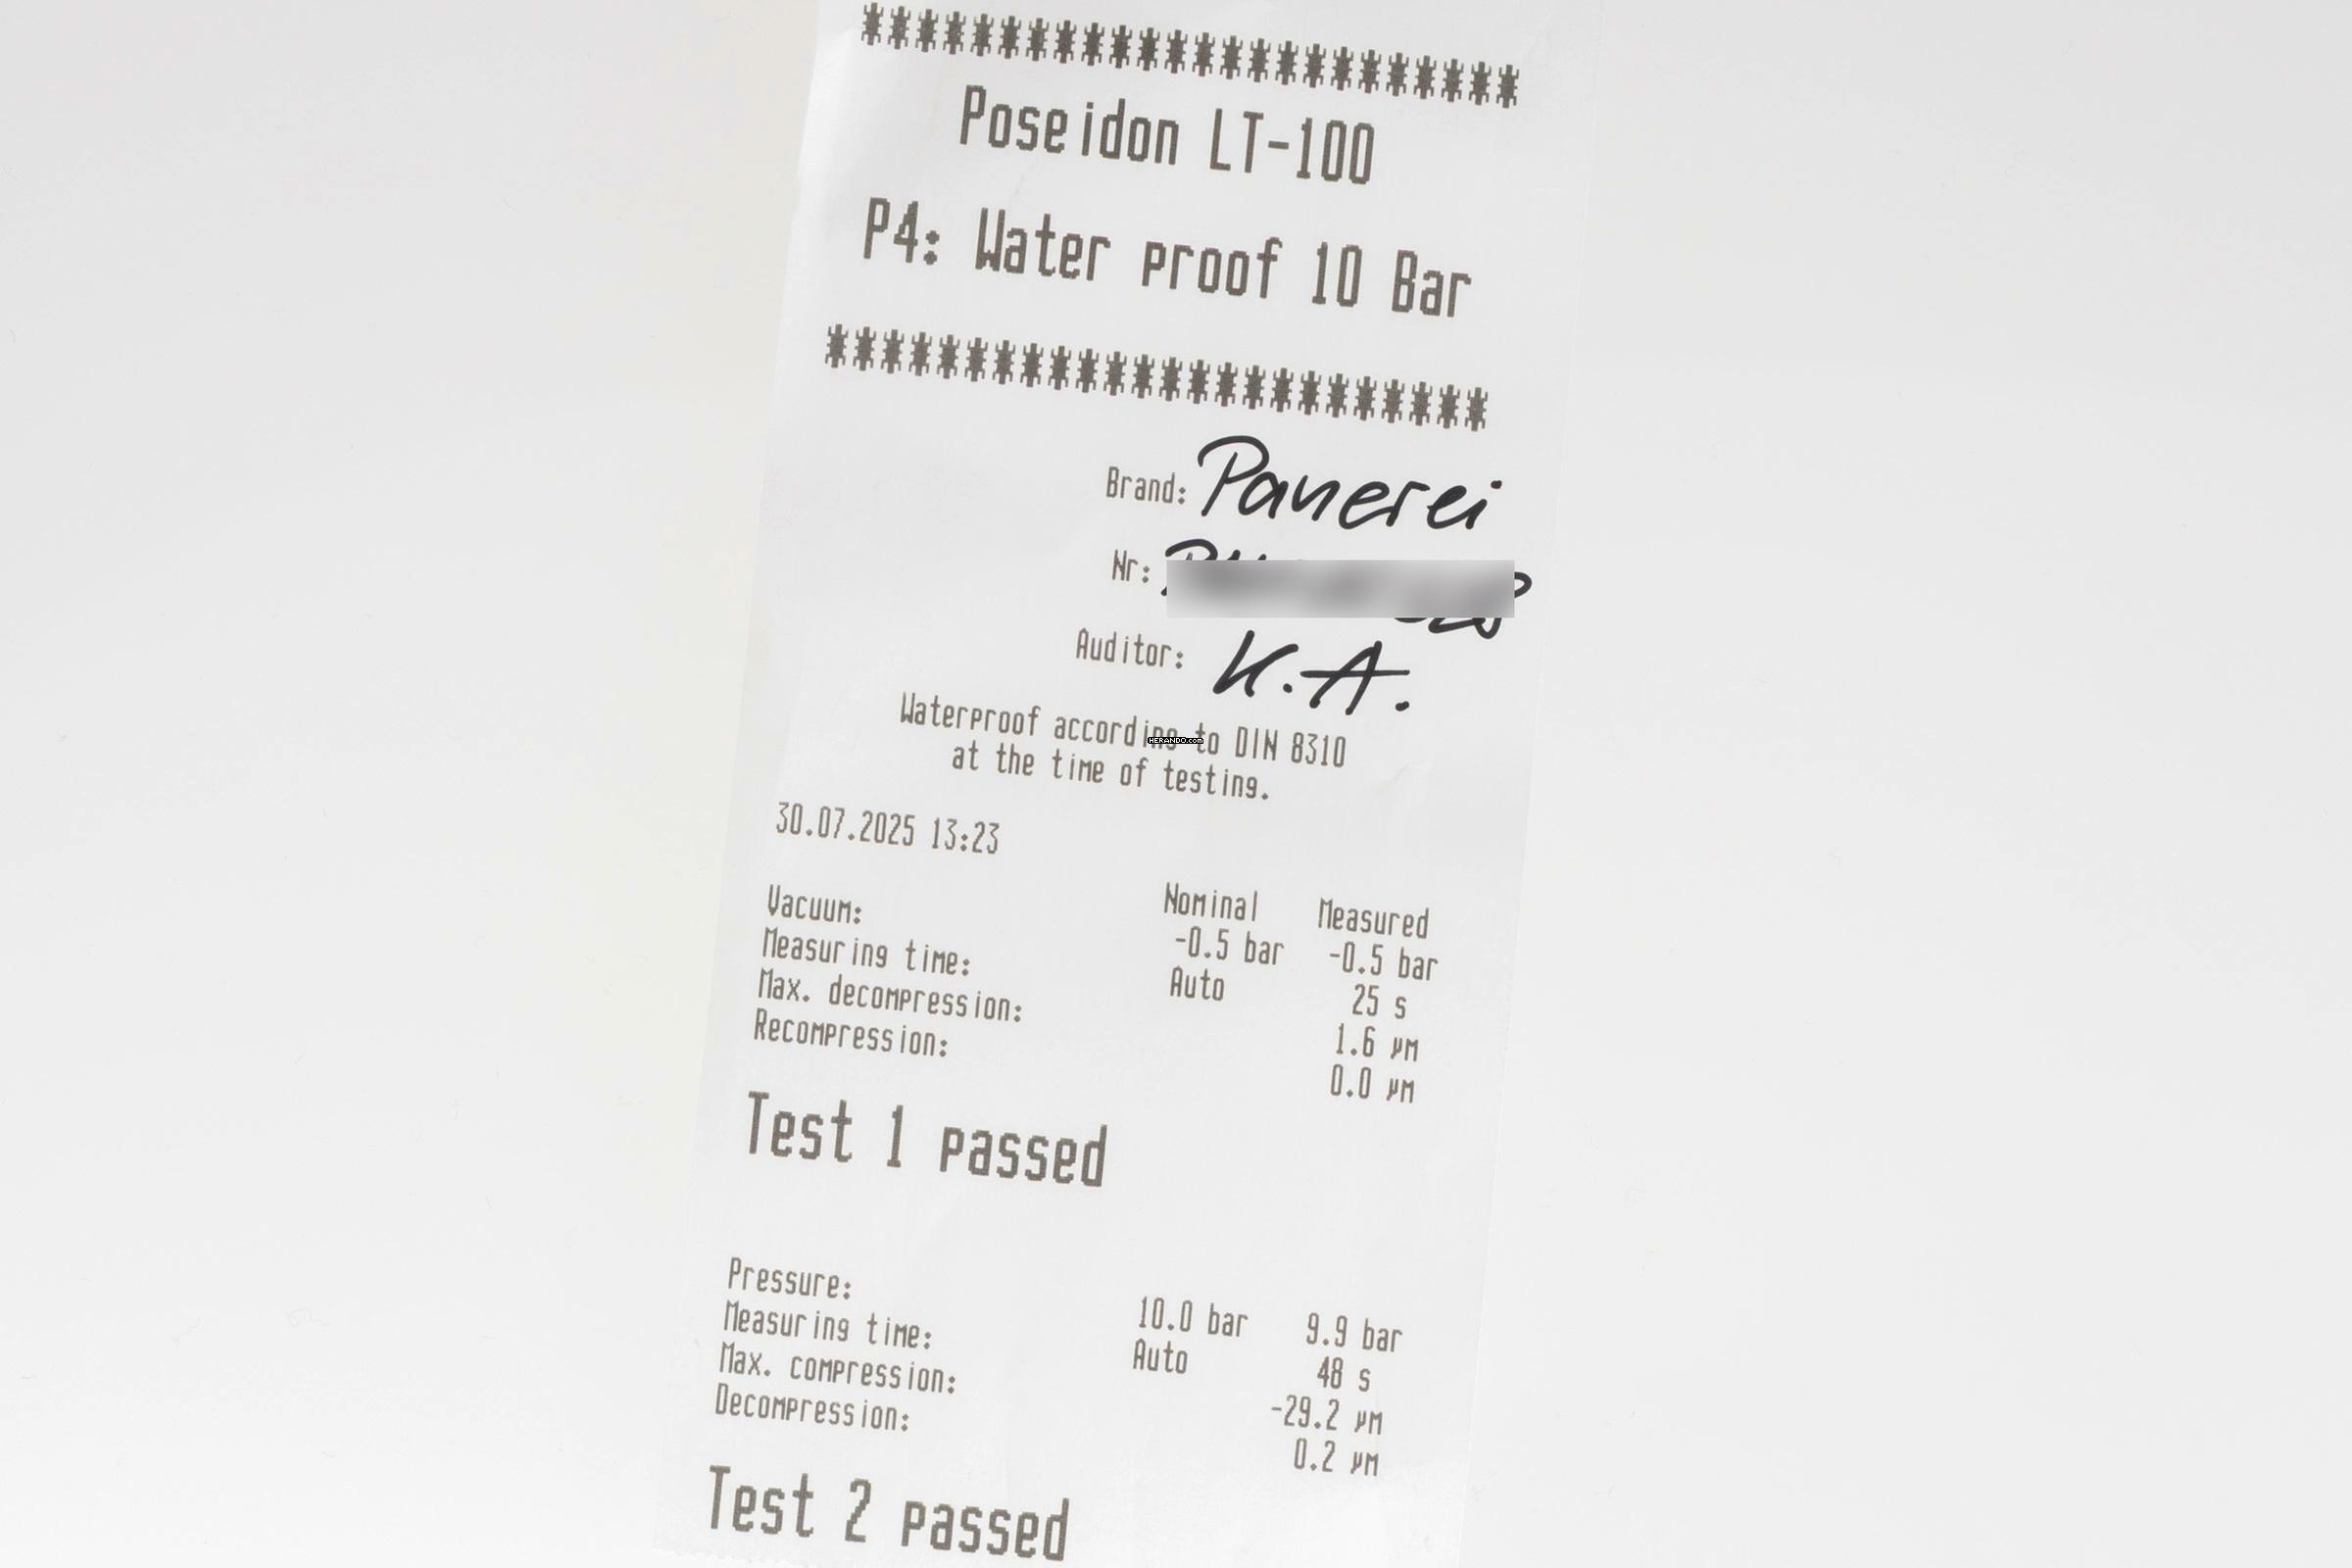 ************************
Poseidon LT-100
P4: Water proof 10 Bar
************************
Brand: Panerei
Nr:
Auditor: K.A.
Waterproof according to DIN 8310
at the time of testing.
HERANDO.com
30.07.2025 13:23
Nominal Measured
Vacuum: -0.5 bar -0.5 bar
Measuring time: Auto 25 s
Max. decompression: 1.6 µm
Recompression: 0.0 µm
Test 1 passed
Pressure: 10.0 bar 9.9 bar
Measuring time: Auto 48 s
Max. compression: -29.2 µm
Decompression: 0.2 µm
Test 2 passed